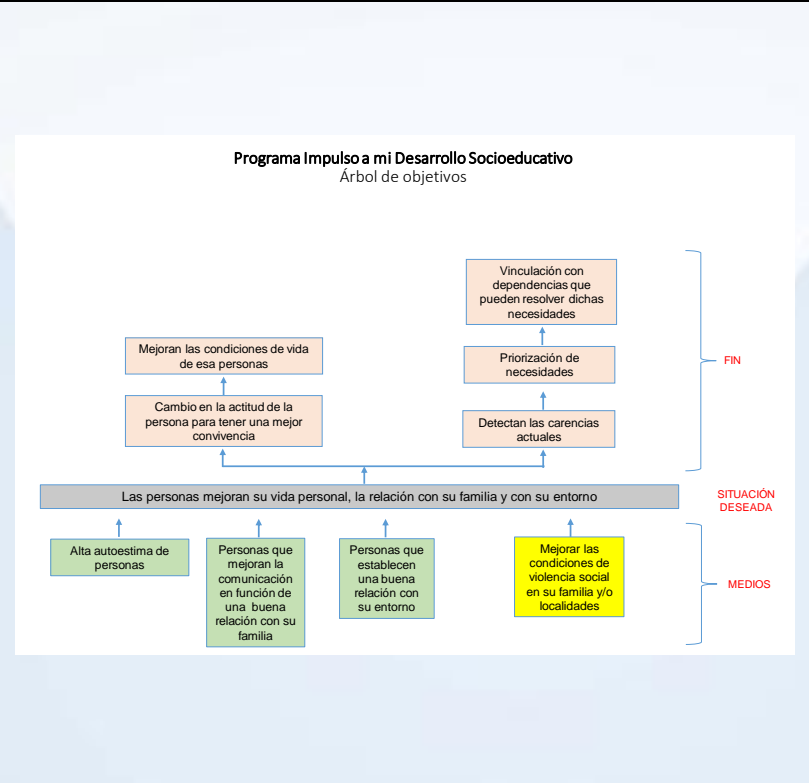 Programa Impulso a mi Desarrollo Socioeducativo
Árbol de objetivos
Vinculación con
dependencias que
pueden resolver dichas
necesidades
Mejoran las condiciones de vida
de esa personas
Priorización de
necesidades
FIN
Cambio en la actitud de la
persona para tener una mejor
convivencia
Detectan las carencias
actuales
Las personas mejoran su vida personal, la relación con su familia y con su entorno
SITUACIÓN
DESEADA
Alta autoestima de
personas
Personas que
mejoran la
comunicación
en función de
una buena
relación con su
familia
Personas que
establecen
una buena
relación con
su entorno
Mejorar las
condiciones de
violencia social
en su familia y/o
localidades
MEDIOS